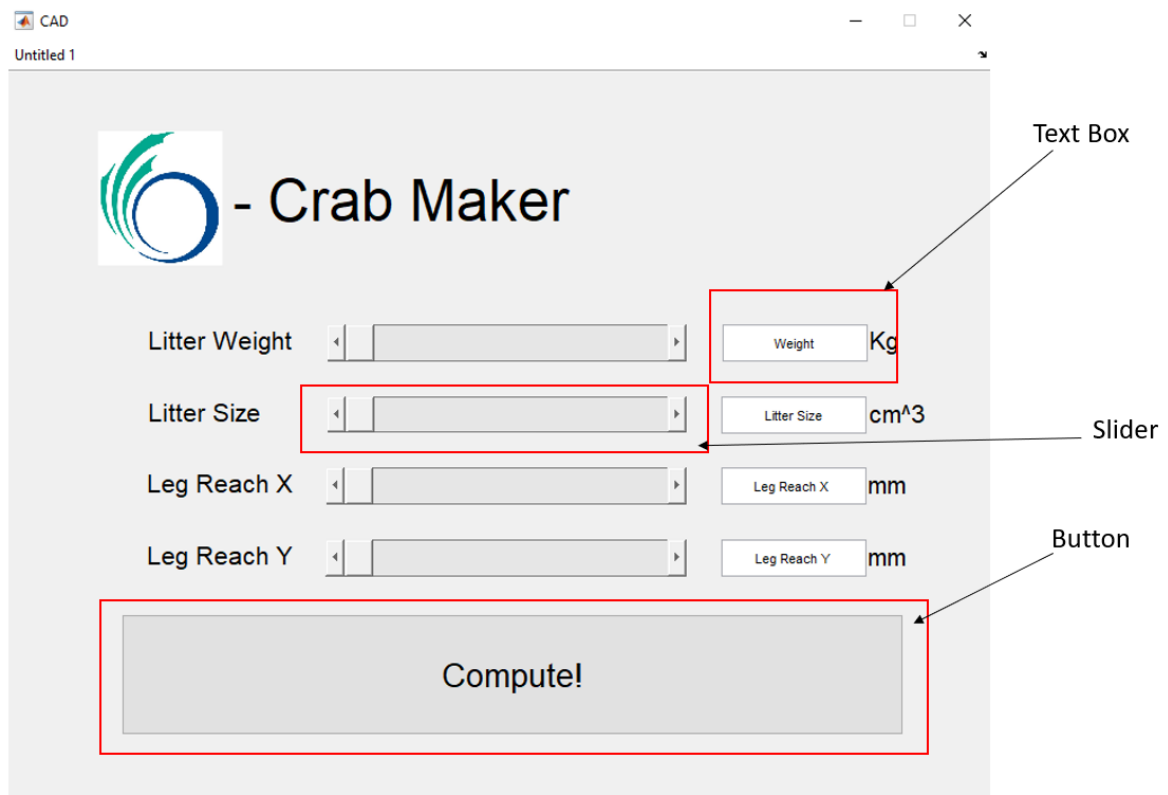 CAD
Untitled 1
Text Box
- Crab Maker
Litter Weight Weight Kg
Litter Size Litter Size cm^3
Slider
Leg Reach X Leg Reach X mm
Button
Leg Reach Y Leg Reach Y mm
Compute!